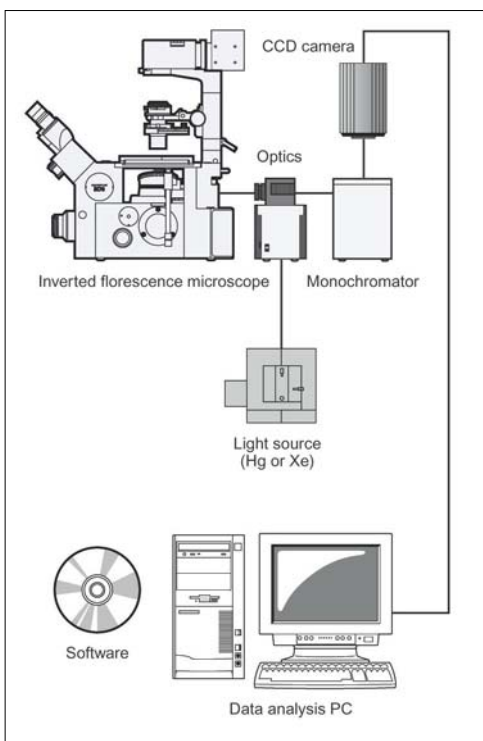 CCD camera
Optics
Inverted florescence microscope
Monochromator
Light source
(Hg or Xe)
Software
Data analysis PC